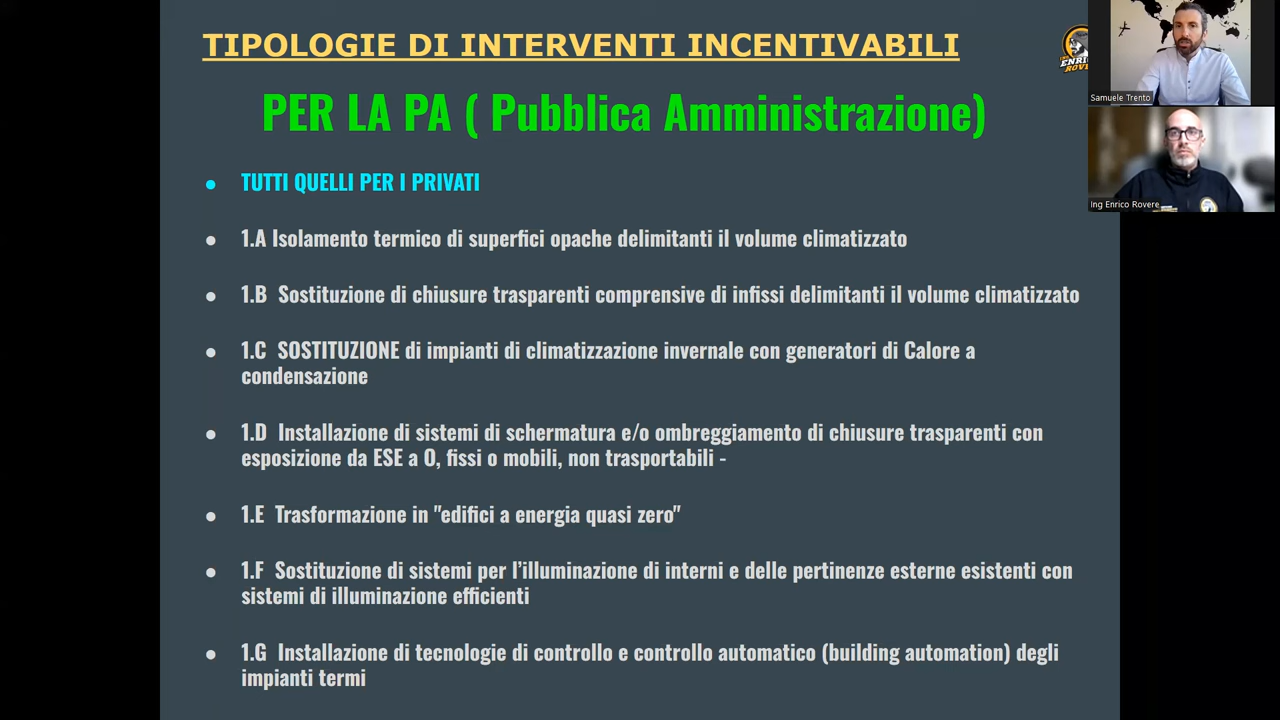 TIPOLOGIE DI INTERVENTI INCENTIVABILI
PER LA PA ( Pubblica Amministrazione)
● TUTTI QUELLI PER I PRIVATI
● 1.A Isolamento termico di superfici opache delimitanti il volume climatizzato
● 1.B Sostituzione di chiusure trasparenti comprensive di infissi delimitanti il volume climatizzato
● 1.C SOSTITUZIONE di impianti di climatizzazione invernale con generatori di Calore a
condensazione
● 1.D Installazione di sistemi di schermatura e/o ombreggiamento di chiusure trasparenti con
esposizione da ESE a O, fissi o mobili, non trasportabili -
● 1.E Trasformazione in "edifici a energia quasi zero"
● 1.F Sostituzione di sistemi per l’illuminazione di interni e delle pertinenze esterne esistenti con
sistemi di illuminazione efficienti
● 1.G Installazione di tecnologie di controllo e controllo automatico (building automation) degli
impianti termi
Samuele Trento
Ing Enrico Rovere